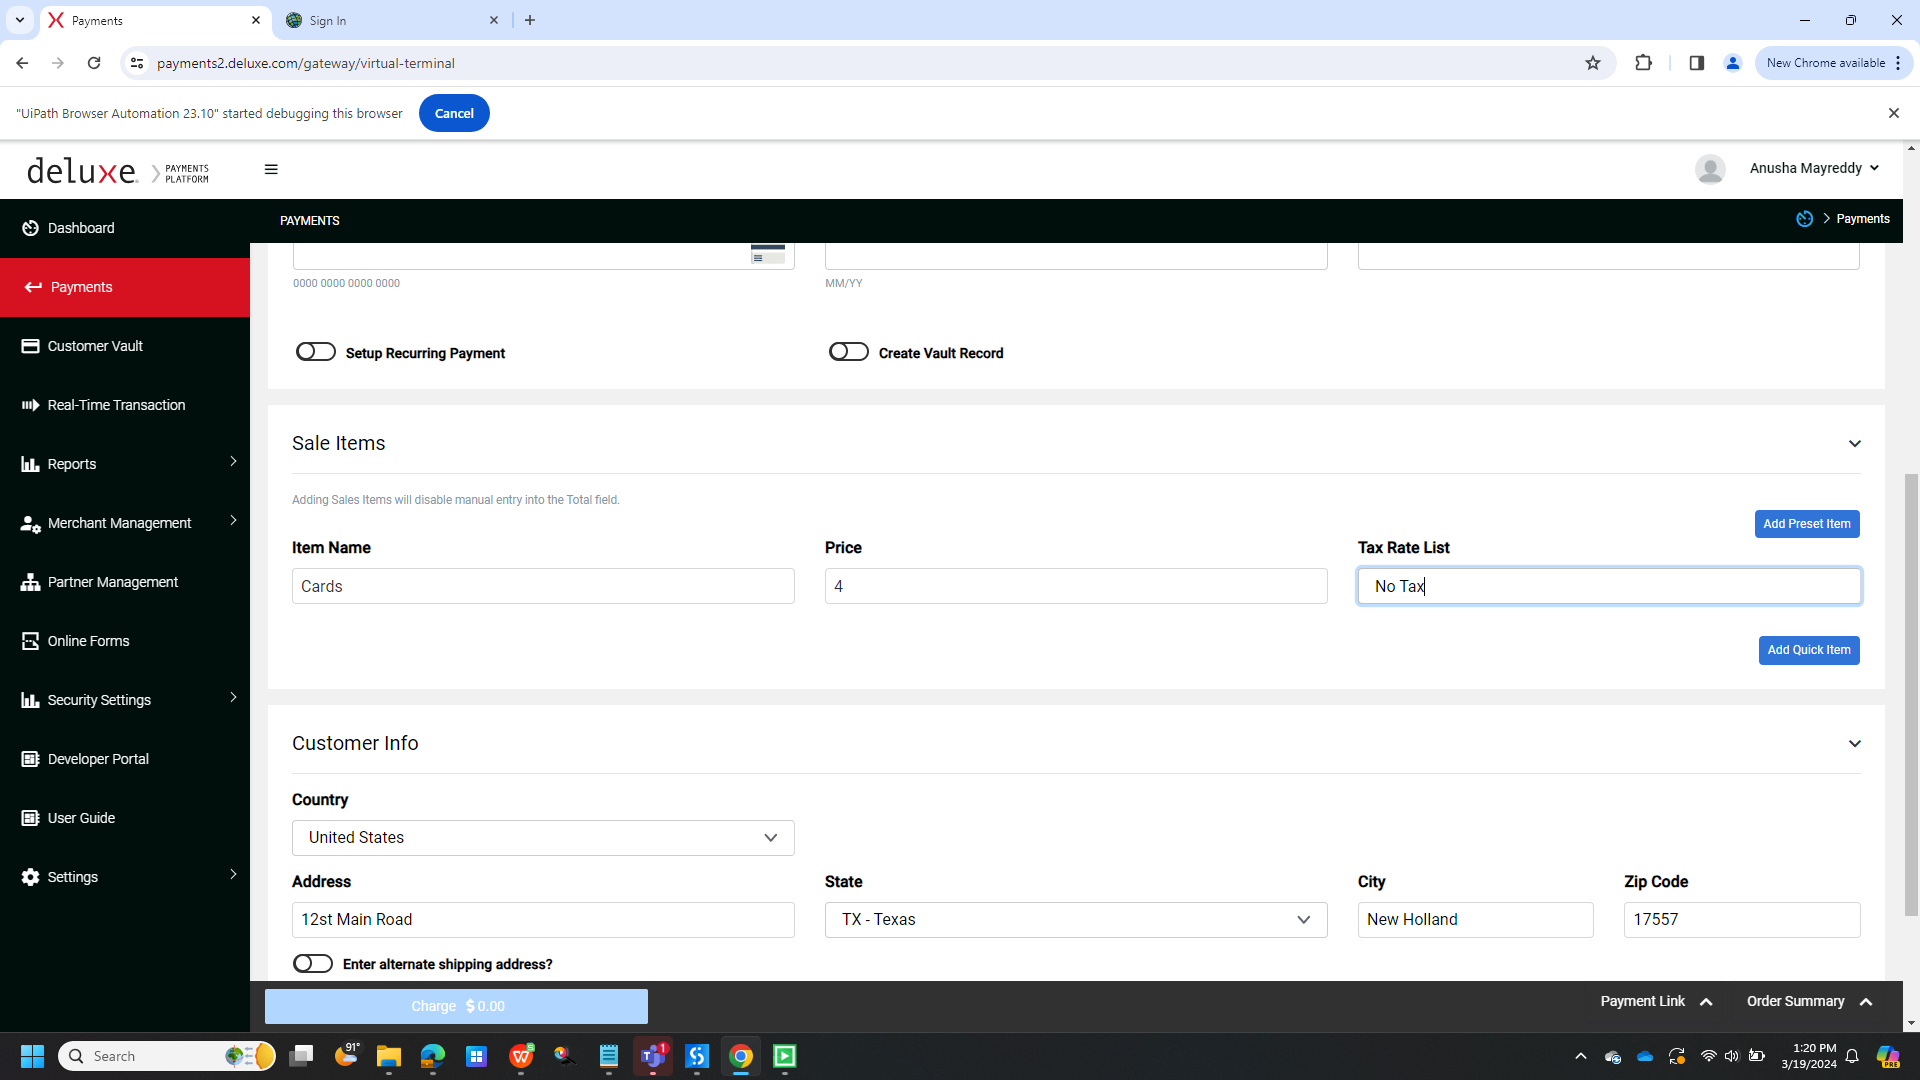 Payments
Sign In
payments2.deluxe.com/gateway/virtual-terminal
New Chrome available
"UiPath Browser Automation 23.10" started debugging this browser
Cancel
deluxe. PAYMENTS PLATFORM
Anusha Mayreddy
Dashboard
PAYMENTS
Payments
Payments
0000 0000 0000 0000
MM/YY
Customer Vault
Setup Recurring Payment
Create Vault Record
Real-Time Transaction
Sale Items
Reports
Adding Sales Items will disable manual entry into the Total field.
Merchant Management
Add Preset Item
Item Name
Price
Tax Rate List
Partner Management
Cards
4
No Tax
Online Forms
Add Quick Item
Security Settings
Customer Info
Developer Portal
Country
User Guide
United States
Settings
Address
State
City
Zip Code
12st Main Road
TX - Texas
New Holland
17557
Enter alternate shipping address?
Charge $ 0.00
Payment Link
Order Summary
Search
91°
1
1:20 PM
3/19/2024
PRE